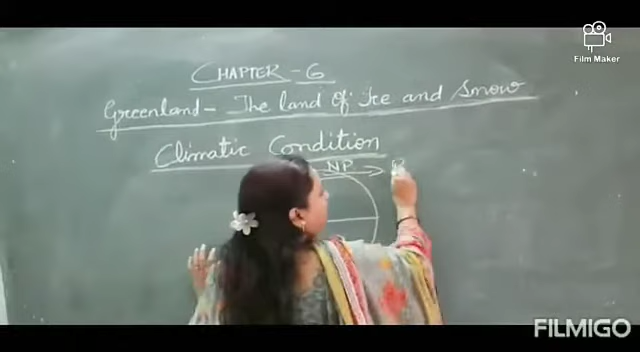 Film Maker
CHAPTER - 6
Greenland - The land of Ice and Snow
Climatic Condition
NP
FILMIGO